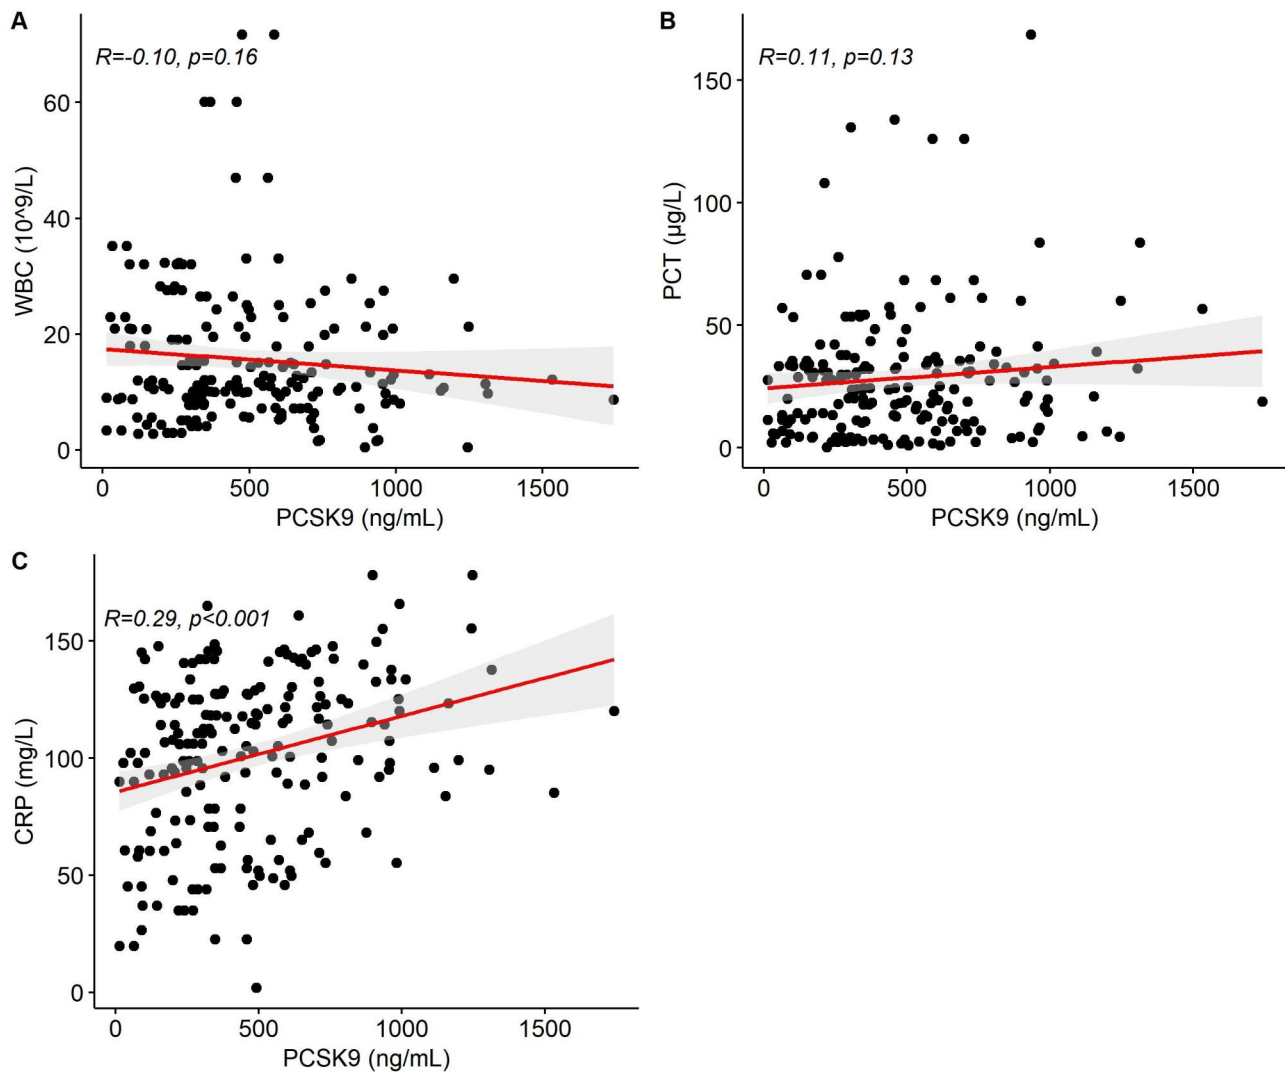 A
R=-0.10, p=0.16
WBC (10^9/L)
60
40
20
0
0 500 1000 1500
PCSK9 (ng/mL)
B
R=0.11, p=0.13
PCT (µg/L)
150
100
50
0
0 500 1000 1500
PCSK9 (ng/mL)
C
R=0.29, p<0.001
CRP (mg/L)
150
100
50
0
0 500 1000 1500
PCSK9 (ng/mL)